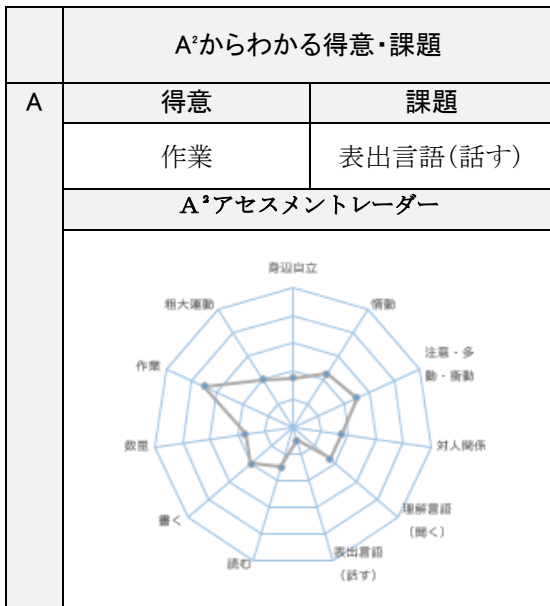 A²からわかる得意・課題
A
得意
課題
作業
表出言語(話す)
A²アセスメントレーダー
身辺自立
情動
注意・多
動・衝動
対人関係
理解言語
(聞く)
表出言語
(話す)
読む
書く
数量
作業
粗大運動